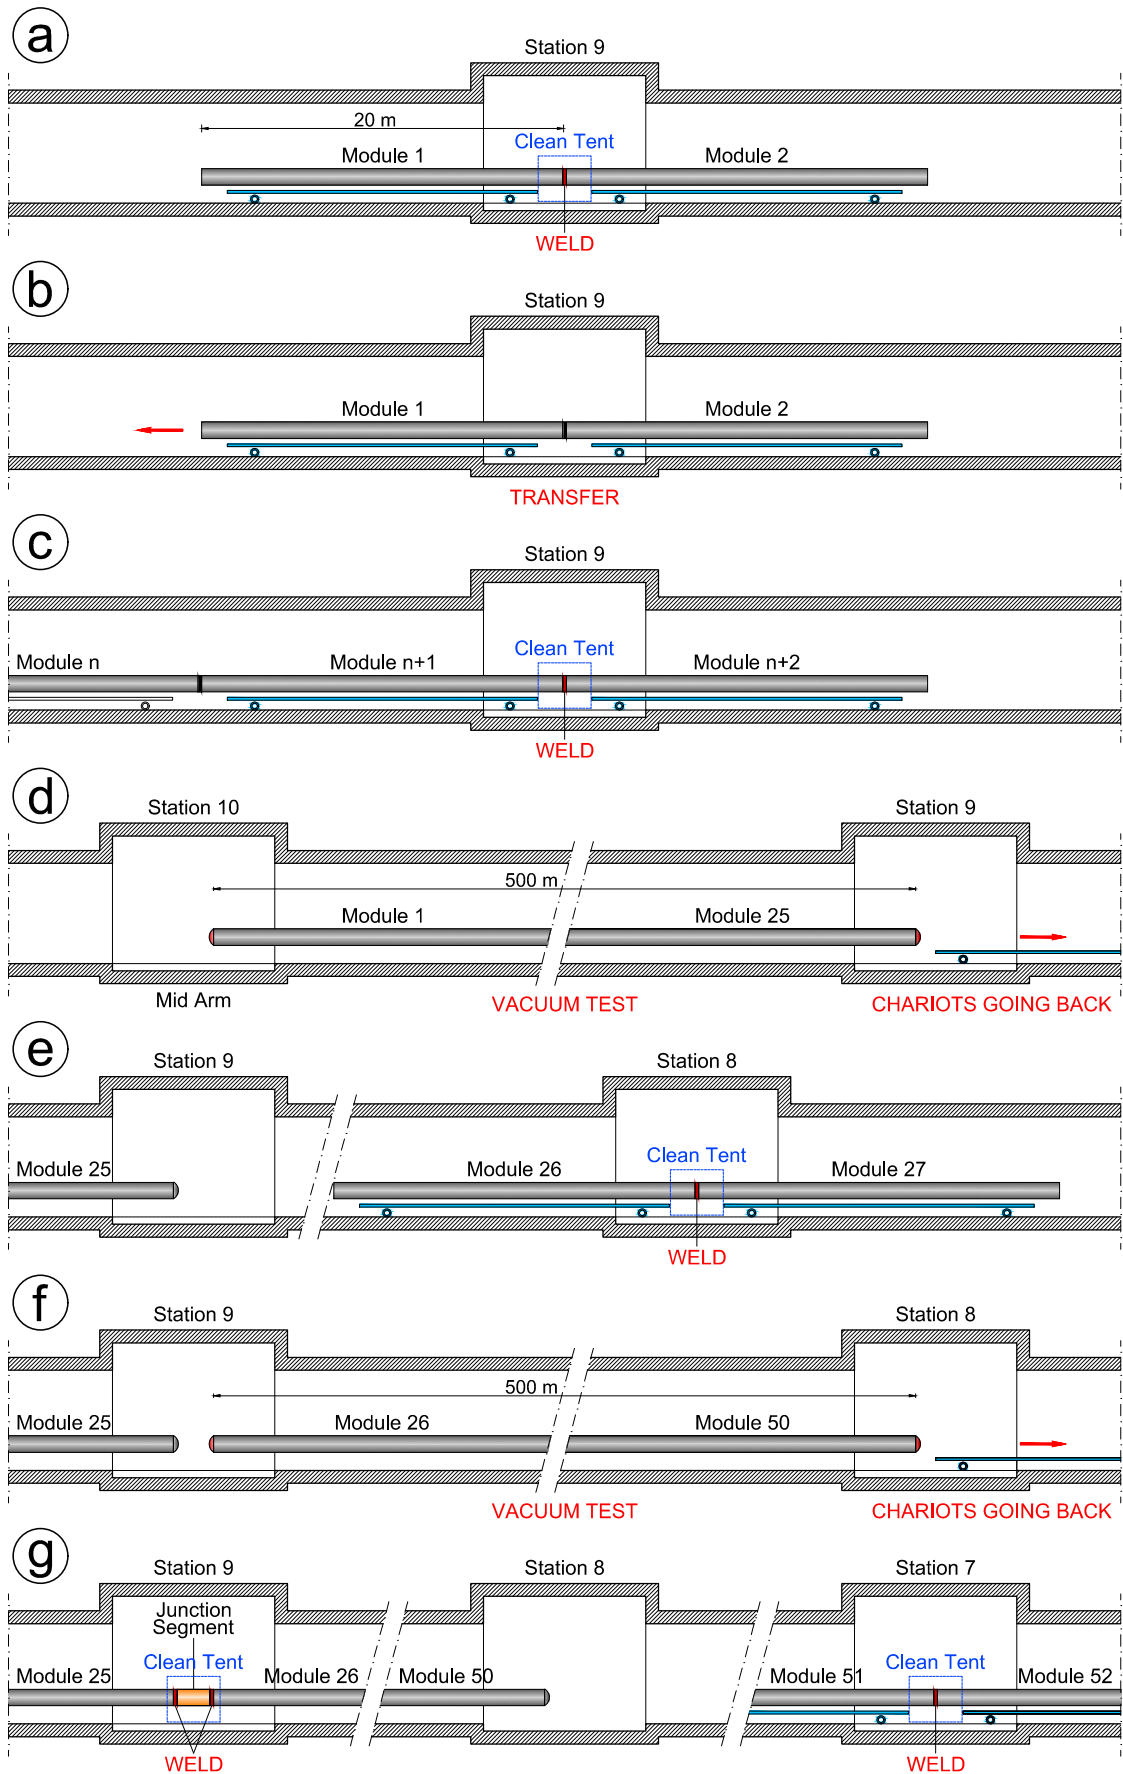 a
Station 9
20 m
Clean Tent
Module 1
Module 2
WELD
b
Station 9
Module 1
Module 2
TRANSFER
c
Station 9
Clean Tent
Module n
Module n+1
Module n+2
WELD
d
Station 10
Station 9
500 m
Module 1
Module 25
Mid Arm
VACUUM TEST
CHARIOTS GOING BACK
e
Station 9
Station 8
Clean Tent
Module 25
Module 26
Module 27
WELD
f
Station 9
Station 8
500 m
Module 25
Module 26
Module 50
VACUUM TEST
CHARIOTS GOING BACK
g
Station 9
Station 8
Station 7
Junction
Segment
Clean Tent
Clean Tent
Module 25
Module 26
Module 50
Module 51
Module 52
WELD
WELD